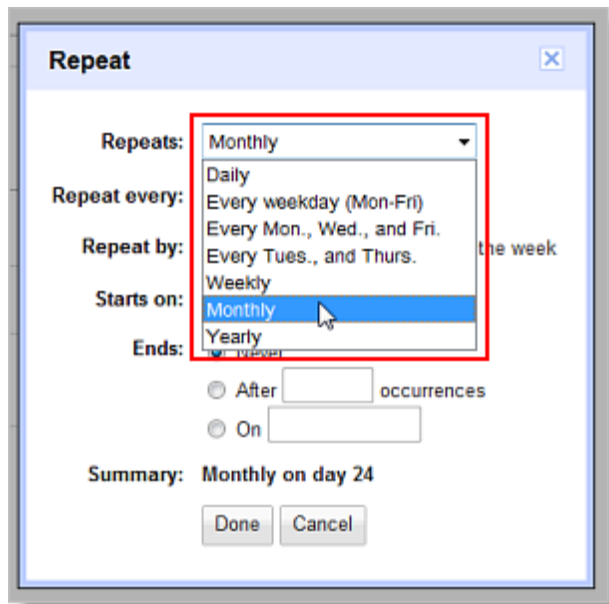 Repeat
Repeats: Monthly
Daily
Repeat every: Every weekday (Mon-Fri)
Every Mon., Wed., and Fri.
Repeat by: Every Tues., and Thurs. the week
Weekly
Starts on: Monthly
Yearly
Ends: Never
After occurrences
On
Summary: Monthly on day 24
Done Cancel